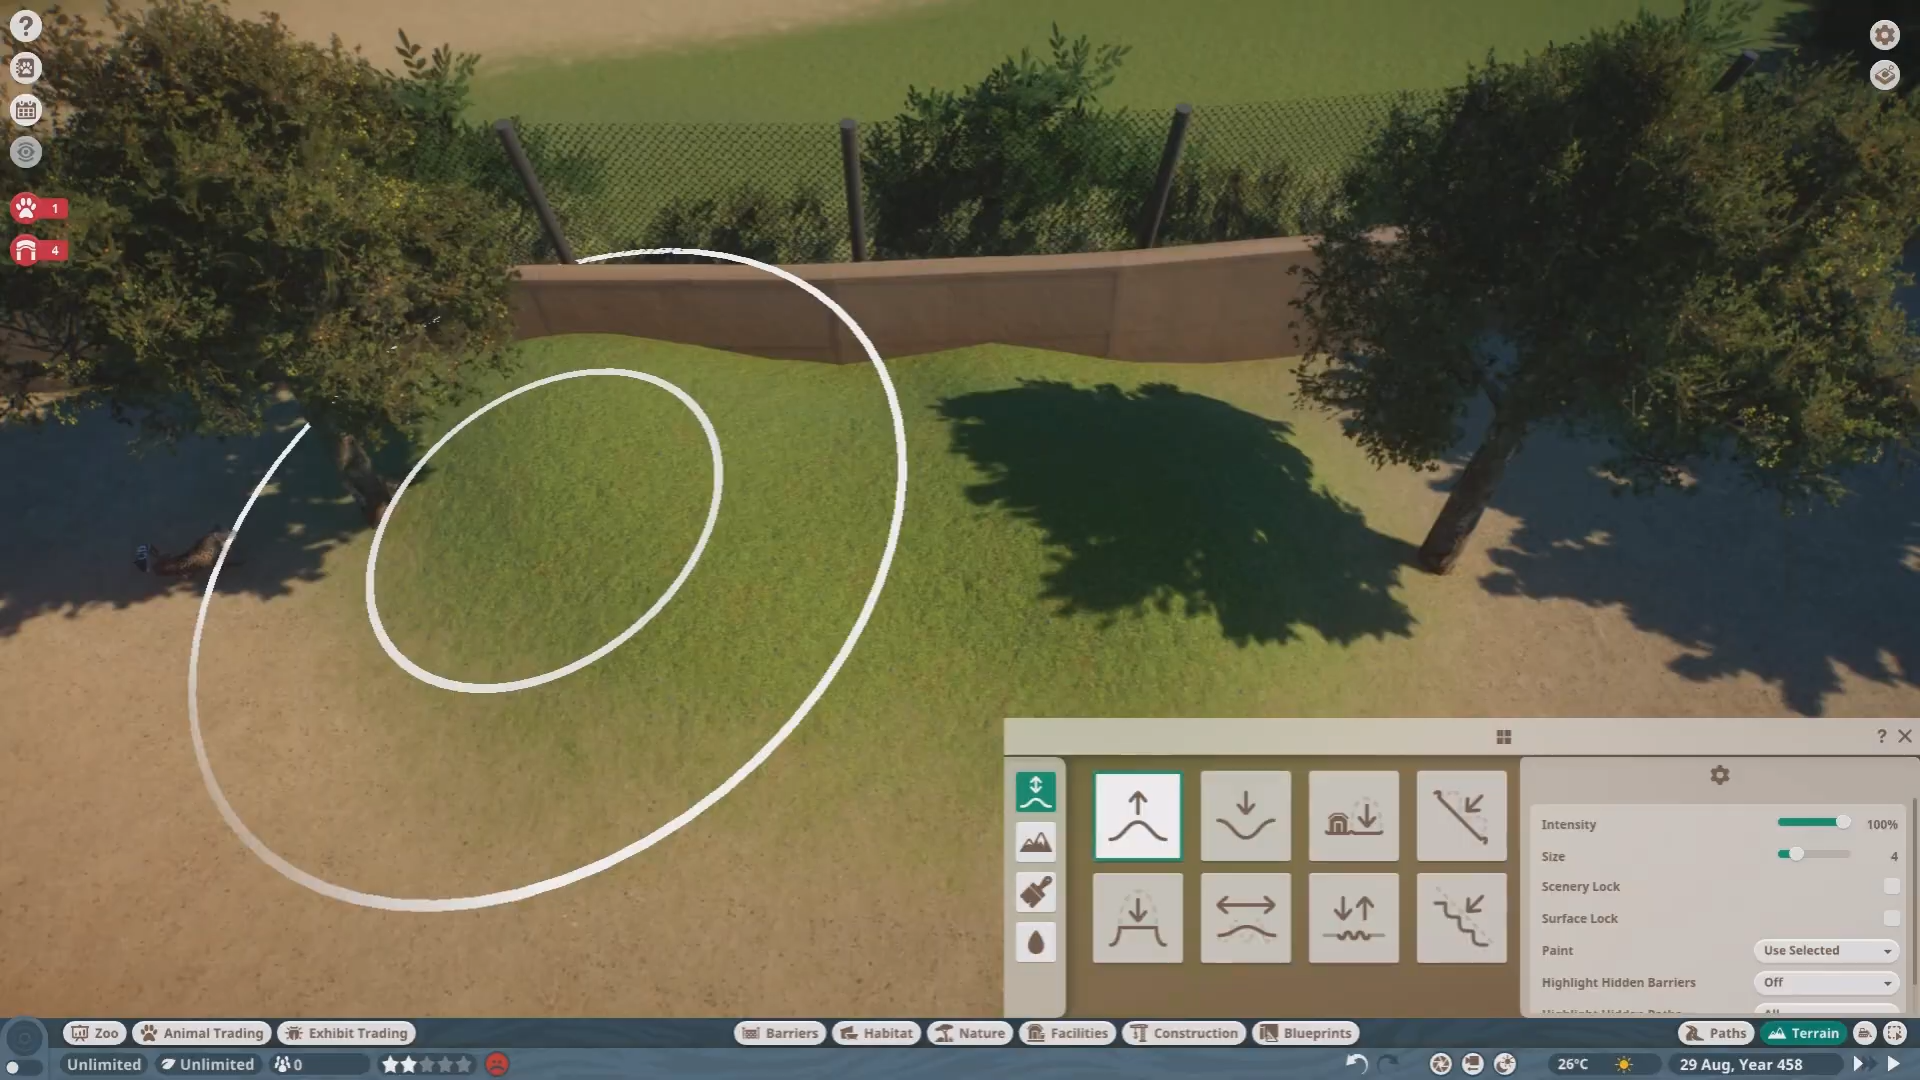 ?
1
4
?
Intensity 100%
Size 4
Scenery Lock
Surface Lock
Paint Use Selected
Highlight Hidden Barriers Off
Zoo Animal Trading Exhibit Trading Barriers Habitat Nature Facilities Construction Blueprints Paths Terrain
Unlimited Unlimited 0 26°C 29 Aug, Year 458